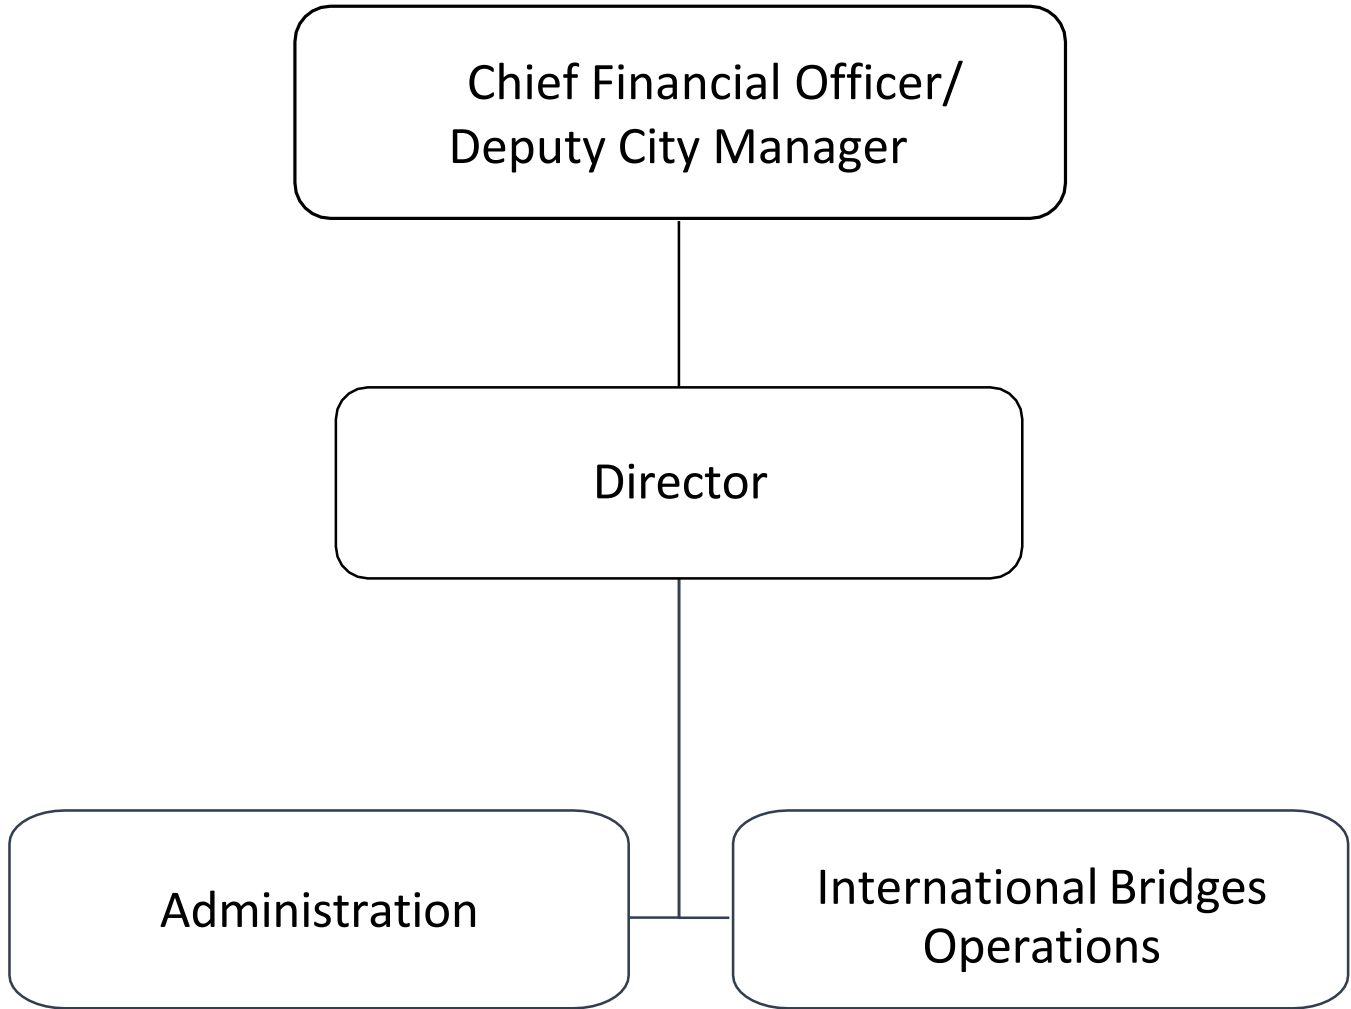 Chief Financial Officer/
Deputy City Manager
Director
Administration
International Bridges
Operations